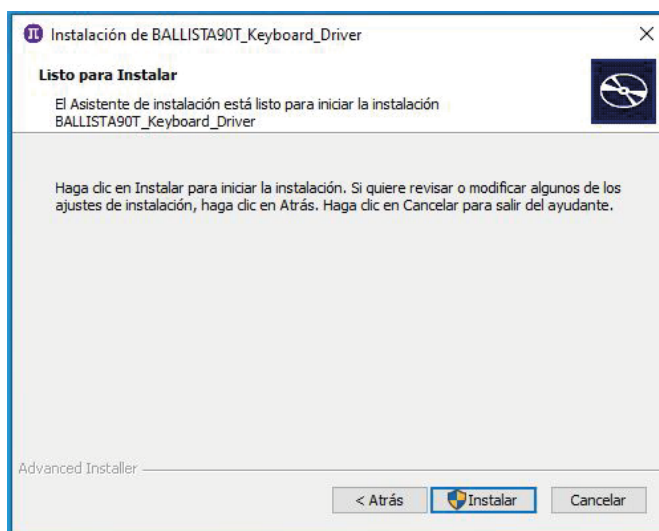 Instalación de BALLISTA90T_Keyboard_Driver
Listo para Instalar
El Asistente de instalación está listo para iniciar la instalación
BALLISTA90T_Keyboard_Driver
Haga clic en Instalar para iniciar la instalación. Si quiere revisar o modificar algunos de los
ajustes de instalación, haga clic en Atrás. Haga clic en Cancelar para salir del ayudante.
Advanced Installer
< Atrás
Instalar
Cancelar